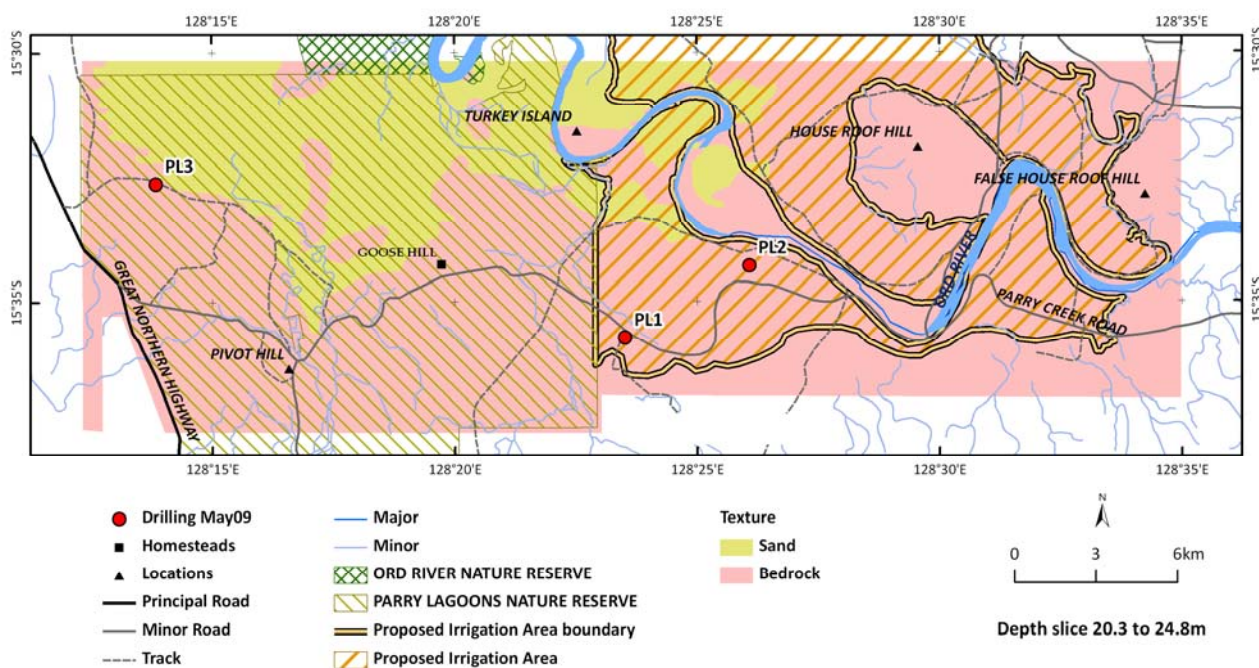 128°15'E 128°20'E 128°25'E 128°30'E 128°35'E
15°30'S 15°30'S
TURKEY ISLAND
HOUSE ROOF HILL
PL3
FALSE HOUSE ROOF HILL
GOOSE HILL
PL2
ORD RIVER
GREAT NORTHERN HIGHWAY
15°35'S 15°35'S
PARRY CREEK ROAD
PL1
PIVOT HILL
128°15'E 128°20'E 128°25'E 128°30'E 128°35'E
Drilling May09
Homesteads
Locations
Principal Road
Minor Road
Track
Major
Minor
ORD RIVER NATURE RESERVE
PARRY LAGOONS NATURE RESERVE
Proposed Irrigation Area boundary
Proposed Irrigation Area
Texture
Sand
Bedrock
N
0 3 6km
Depth slice 20.3 to 24.8m